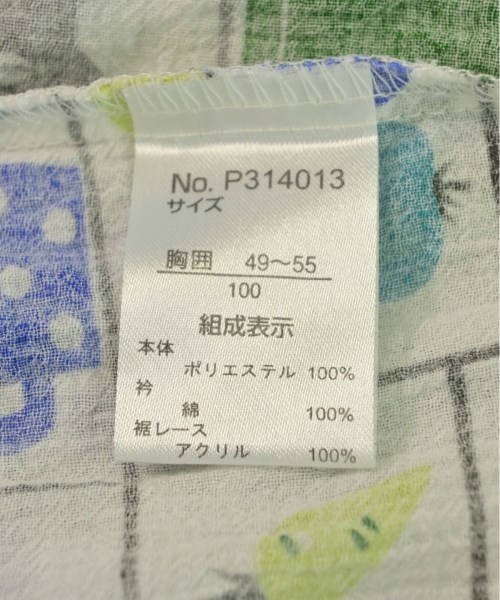 No. P314013
サイズ
胸囲 49〜55
100
組成表示
本体
ポリエステル 100%
衿
綿 100%
裾レース
アクリル 100%